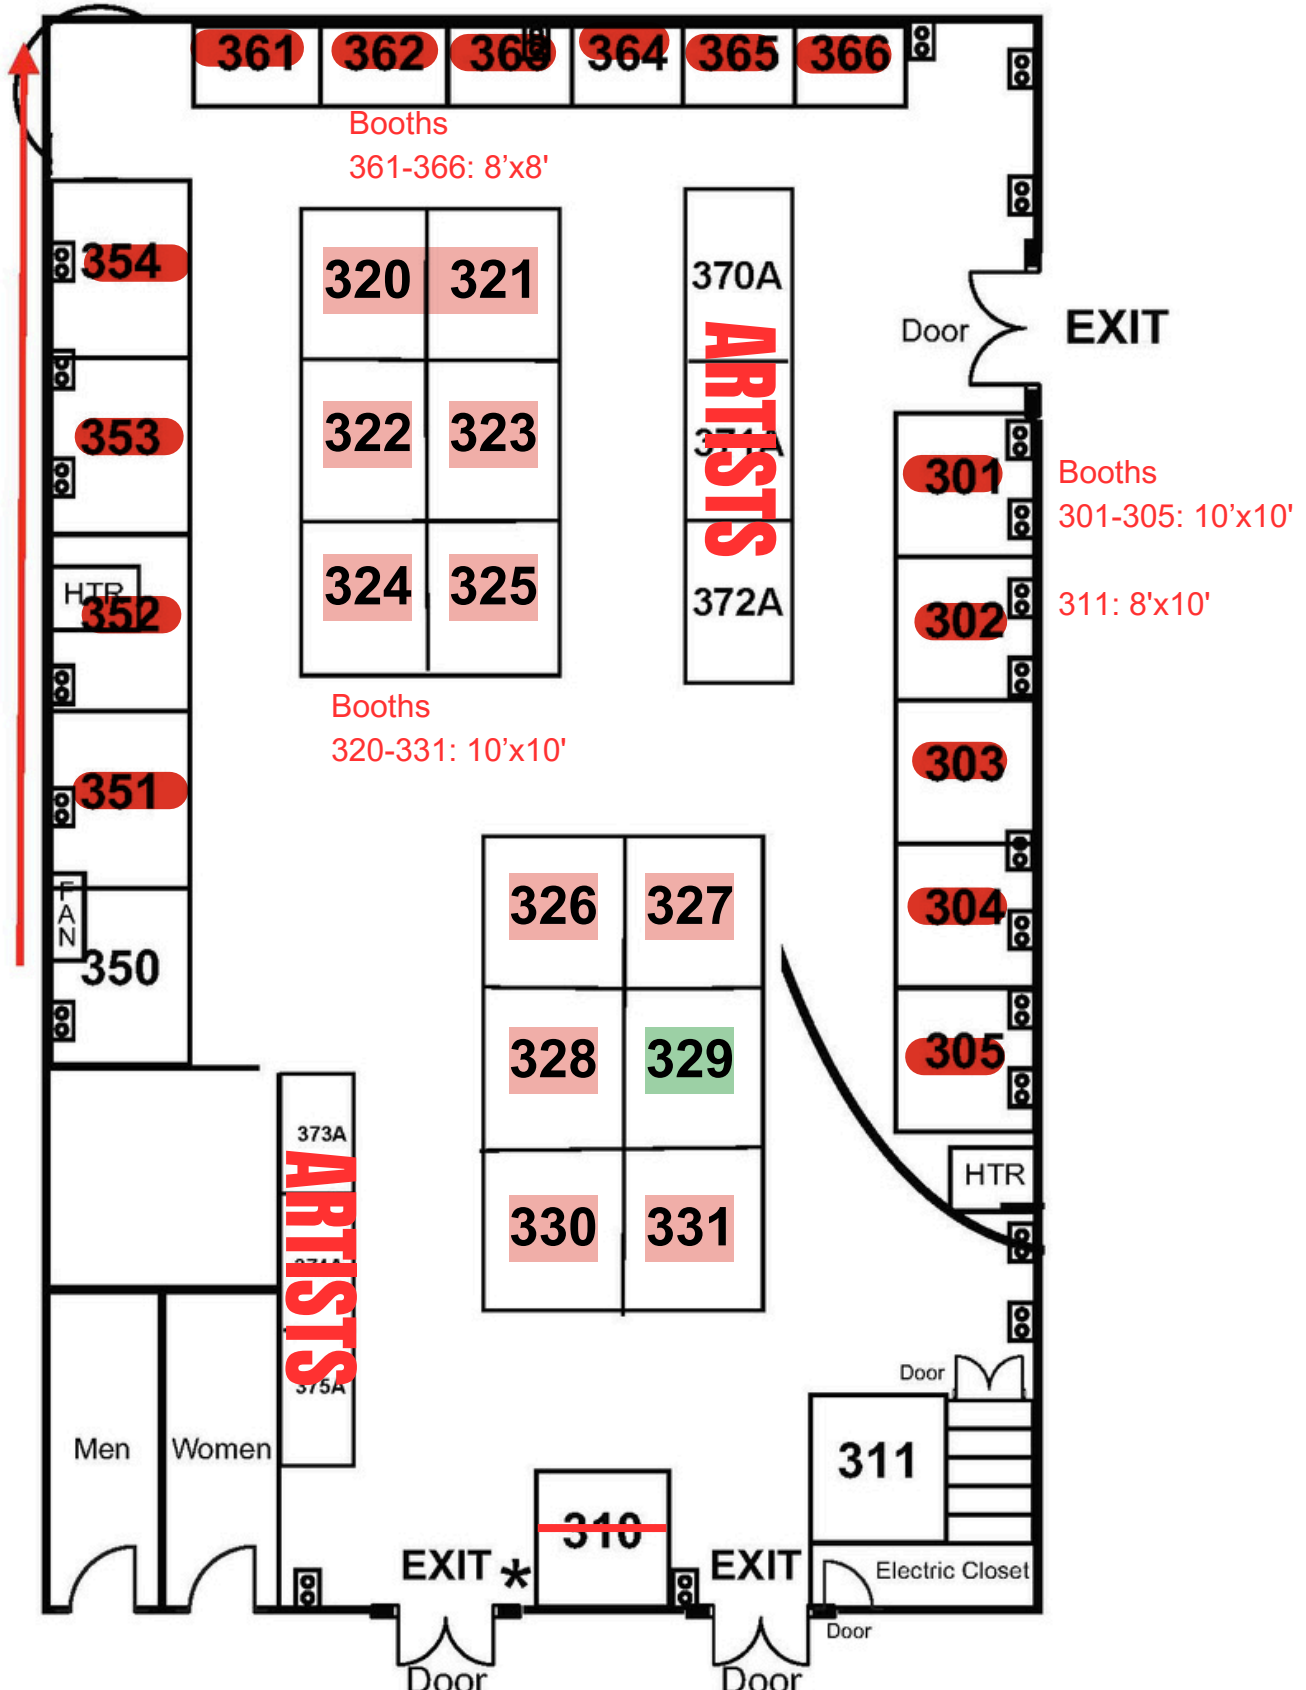 361 362 363 364 365 366
Booths
361-366: 8'x8'
354
320 321
370A
Door
EXIT
ARTISTS
353
322 323
371A
301
Booths
301-305: 10'x10'
HTR
352
324 325
372A
302
311: 8'x10'
Booths
320-331: 10'x10'
351
303
FAN
350
326 327
304
328 329
305
373A
ARTISTS
HTR
330 331
375A
Door
Men
Women
311
310
EXIT *
EXIT
Electric Closet
Door
Door
Door